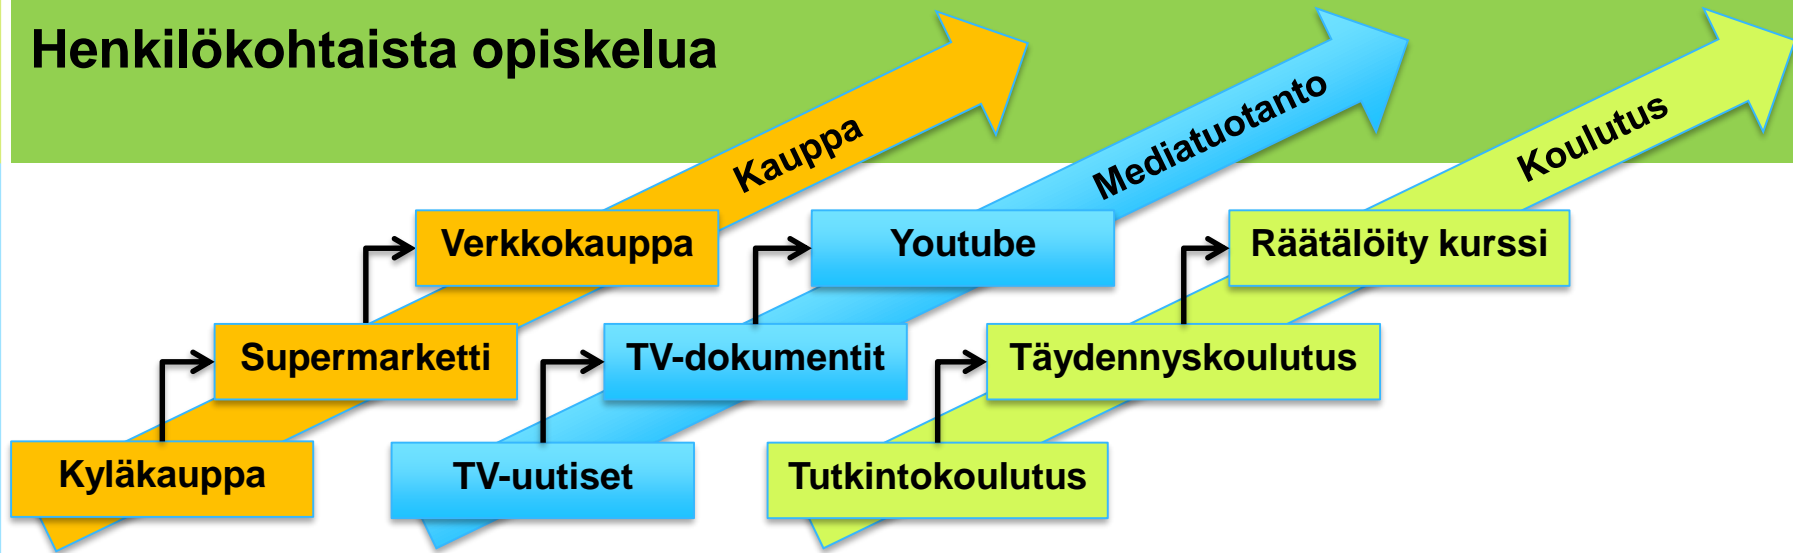 Henkilökohtaista opiskelua
Kauppa
Verkkokauppa
Supermarketti
Kyläkauppa
Mediatuotanto
Youtube
TV-dokumentit
TV-uutiset
Koulutus
Räätälöity kurssi
Täydennyskoulutus
Tutkintokoulutus